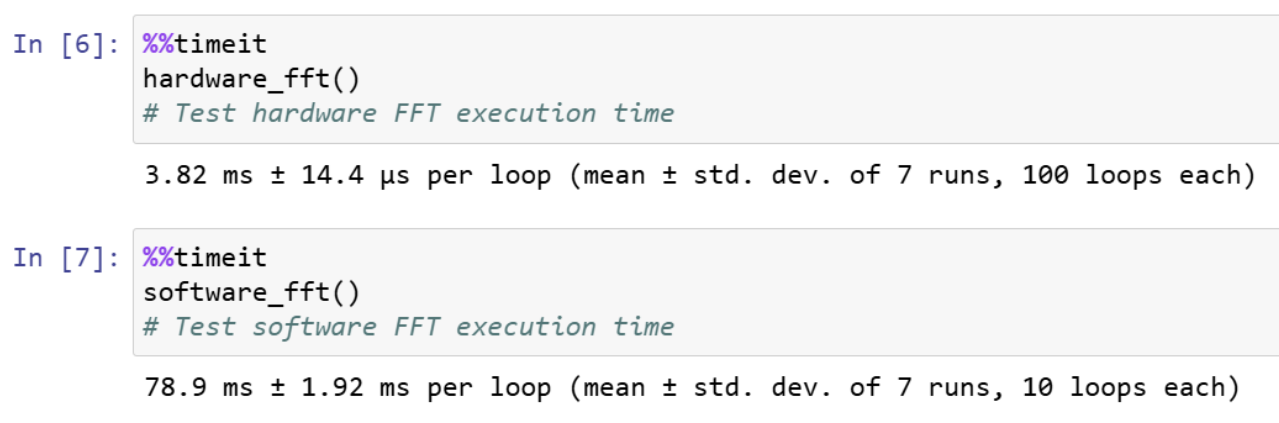 In [6]: %%timeit
hardware_fft()
# Test hardware FFT execution time
3.82 ms ± 14.4 µs per loop (mean ± std. dev. of 7 runs, 100 loops each)
In [7]: %%timeit
software_fft()
# Test software FFT execution time
78.9 ms ± 1.92 ms per loop (mean ± std. dev. of 7 runs, 10 loops each)